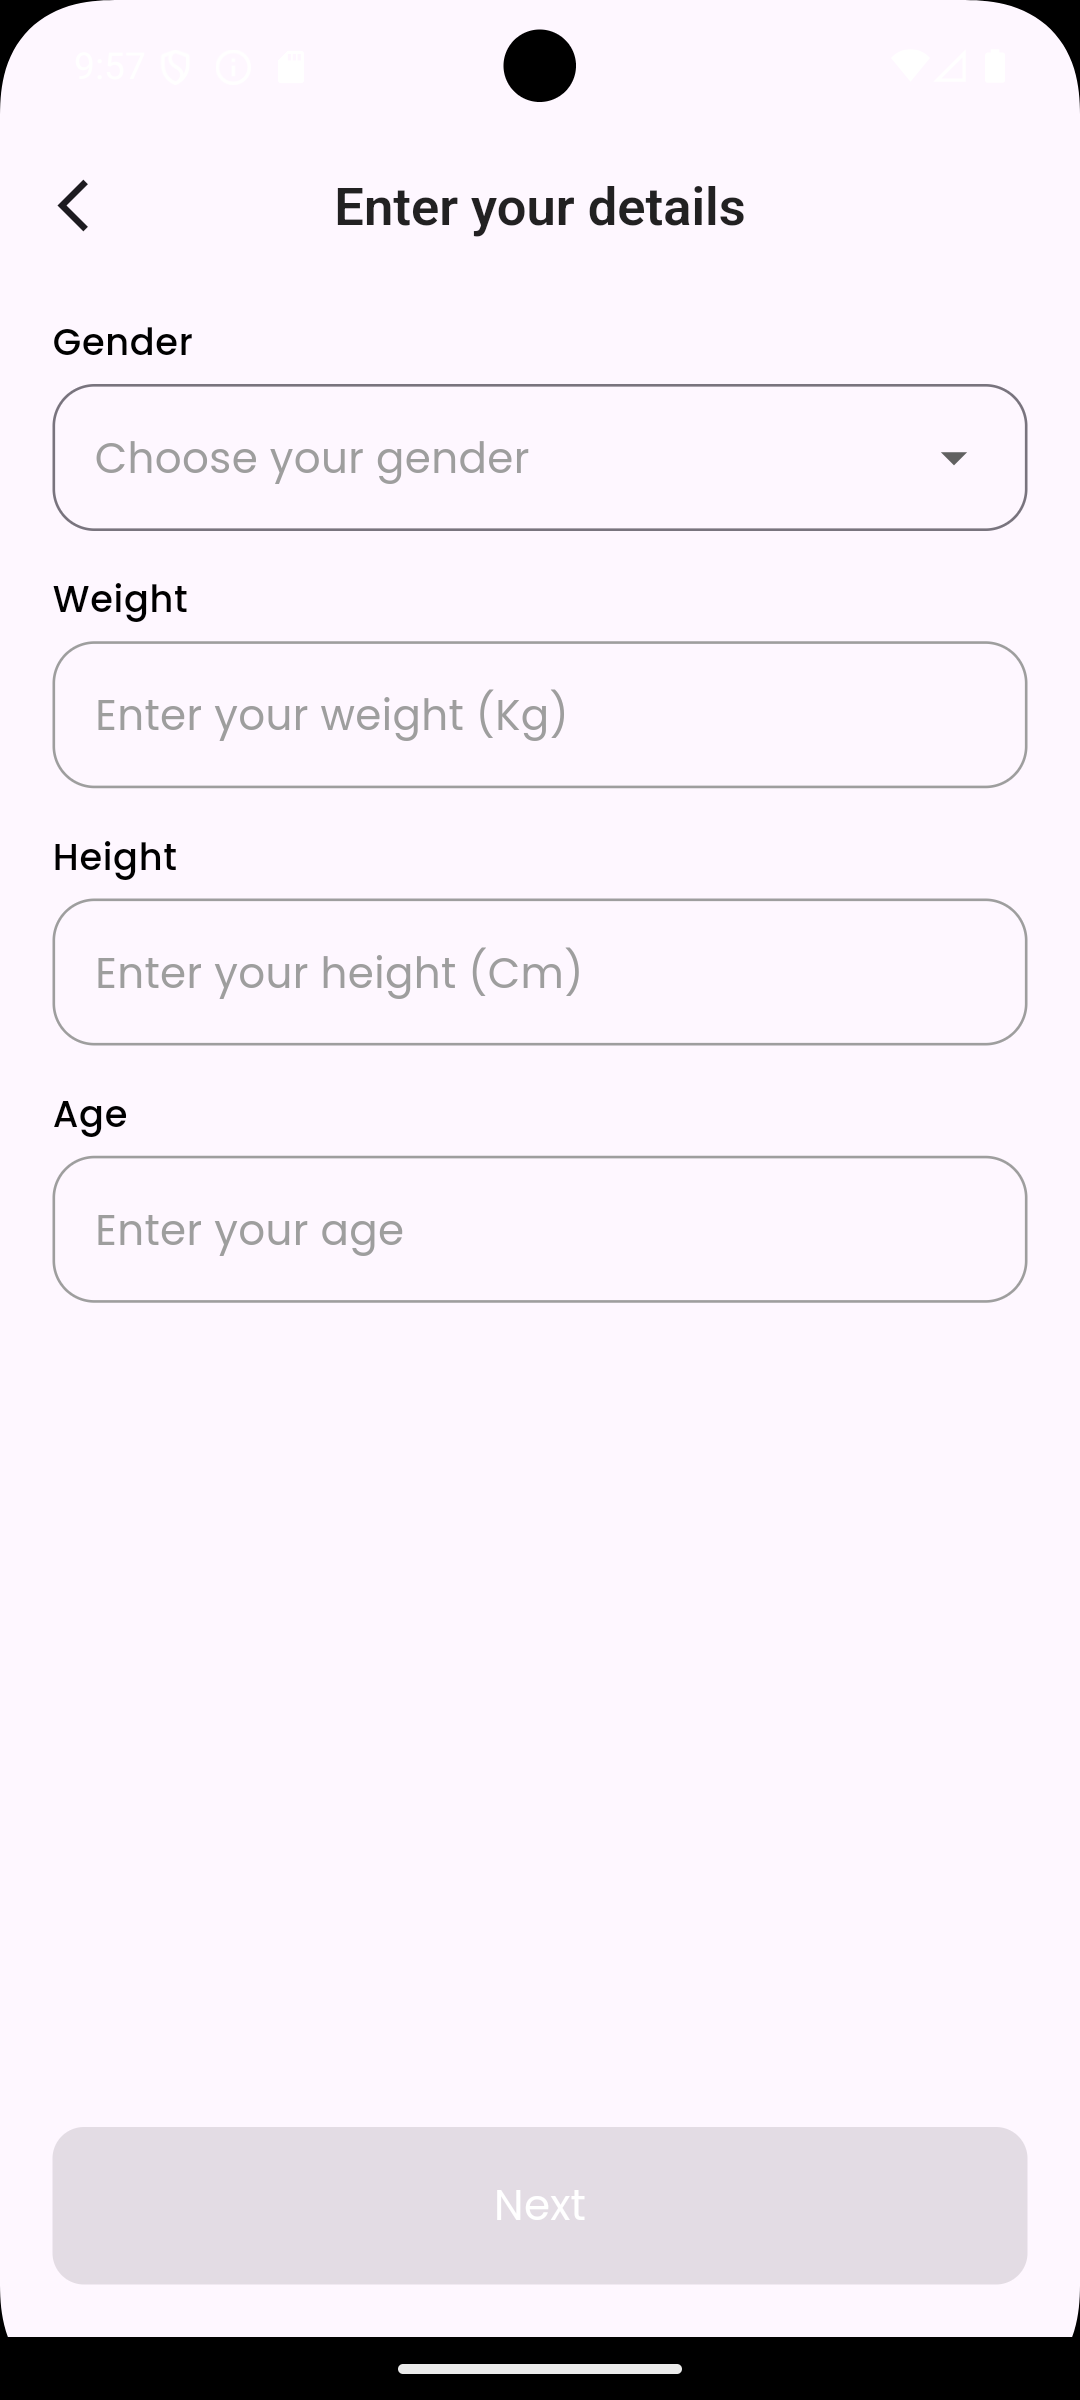 9:57
Enter your details
Gender
Choose your gender
Weight
Enter your weight (Kg)
Height
Enter your height (Cm)
Age
Enter your age
Next